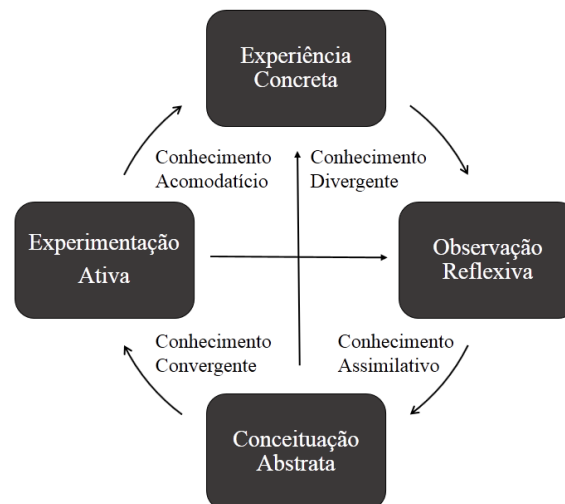 Experiência
Concreta
Conhecimento
Acomodatício
Conhecimento
Divergente
Experimentação
Ativa
Observação
Reflexiva
Conhecimento
Convergente
Conhecimento
Assimilativo
Conceituação
Abstrata